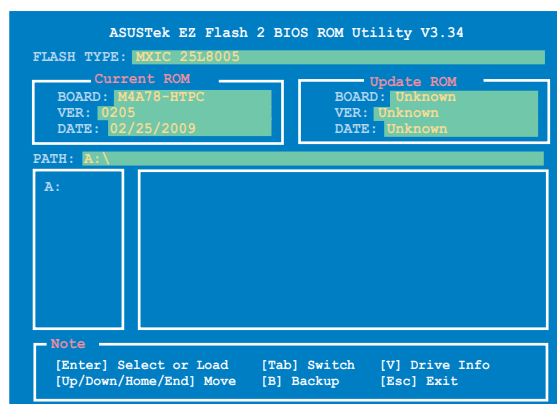 ASUSTek EZ Flash 2 BIOS ROM Utility V3.34
FLASH TYPE: MXIC 25L8005
Current ROM
BOARD: M4A78-HTPC
VER: 0205
DATE: 02/25/2009
Update ROM
BOARD: Unknown
VER: Unknown
DATE: Unknown
PATH: A:\
A:
Note
[Enter] Select or Load [Tab] Switch [V] Drive Info
[Up/Down/Home/End] Move [B] Backup [Esc] Exit